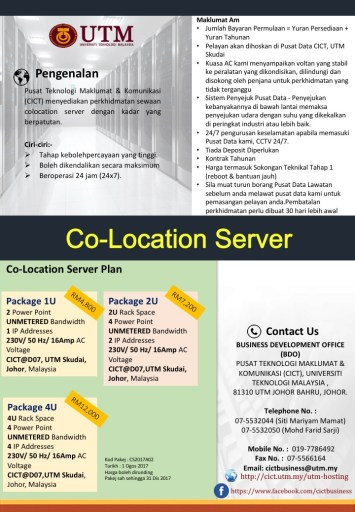 UTM
UNIVERSITI TEKNOLOGI MALAYSIA
Pengenalan
Pusat Teknologi Maklumat & Komunikasi
(CICT) menyediakan perkhidmatan sewaan
colocation server dengan kadar yang
berpatutan.
Ciri-ciri:-
Tahap kebolehpercayaan yang tinggi.
Boleh dikendalikan secara maksimum
Beroperasi 24 jam (24x7).
Maklumat Am
• Jumlah Bayaran Permulaan = Yuran Persediaan +
Yuran Tahunan
• Pelayan akan dihoskan di Pusat Data CICT, UTM
Skudai
• Kuasa AC kami menyampaikan voltan yang stabil
ke peralatan yang dikondisikan, dilindungi dan
disokong oleh penjana untuk perkhidmatan yang
tidak terganggu
• Sistem Penyejuk Pusat Data - Penyejukan
kebanyakannya di bawah lantai memaksa
penyejukan udara dengan suhu yang dikekalkan
di peringkat industri atau lebih baik.
• 24/7 pengurusan keselamatan apabila memasuki
Pusat Data kami, CCTV 24/7.
• Tiada Deposit Diperlukan
• Kontrak Tahunan
• Harga termasuk Sokongan Teknikal Tahap 1
(reboot & bantuan jauh)
• Sila muat turun borang Pusat Data Lawatan
sebelum anda melawat pusat data kami untuk
pemasangan pelayan anda.Pembatalan
perkhidmatan perlu dibuat 30 hari lebih awal
Co-Location Server
Co-Location Server Plan
Package 1U
RM4,800
2 Power Point
UNMETERED Bandwidth
1 IP Addresses
230V/ 50 Hz/ 16Amp AC
Voltage
CICT@D07, UTM Skudai,
Johor, Malaysia
Package 2U
RM7,200
2U Rack Space
4 Power Point
UNMETERED Bandwidth
2 IP Addresses
230V/ 50 Hz/ 16Amp AC
Voltage
CICT@D07,UTM Skudai,
Johor, Malaysia
Package 4U
RM12,000
4U Rack Space
4 Power Point
UNMETERED Bandwidth
4 IP Addresses
230V/ 50 Hz/ 16Amp AC
Voltage
CICT@D07,UTM Skudai,
Johor, Malaysia
Kod Pakej : CS2017A02
Tarikh : 1 Ogos 2017
Harga boleh dirunding
Pakej sah sehingga 31 Dis 2017
Contact Us
BUSINESS DEVELOPMENT OFFICE
(BDO)
PUSAT TEKNOLOGI MAKLUMAT &
KOMUNIKASI (CICT), UNIVERSITI
TEKNOLOGI MALAYSIA ,
81310 UTM JOHOR BAHRU, JOHOR.
Telephone No. :
07-5532044 (Siti Mariyam Mamat)
07-5532050 (Mohd Farid Sarji)
Mobile No. : 019-7786492
Fax No. : 07-5566164
Email: cictbusiness@utm.my
http://cict.utm.my/utm-hosting
https://www.facebook.com/cictbusiness